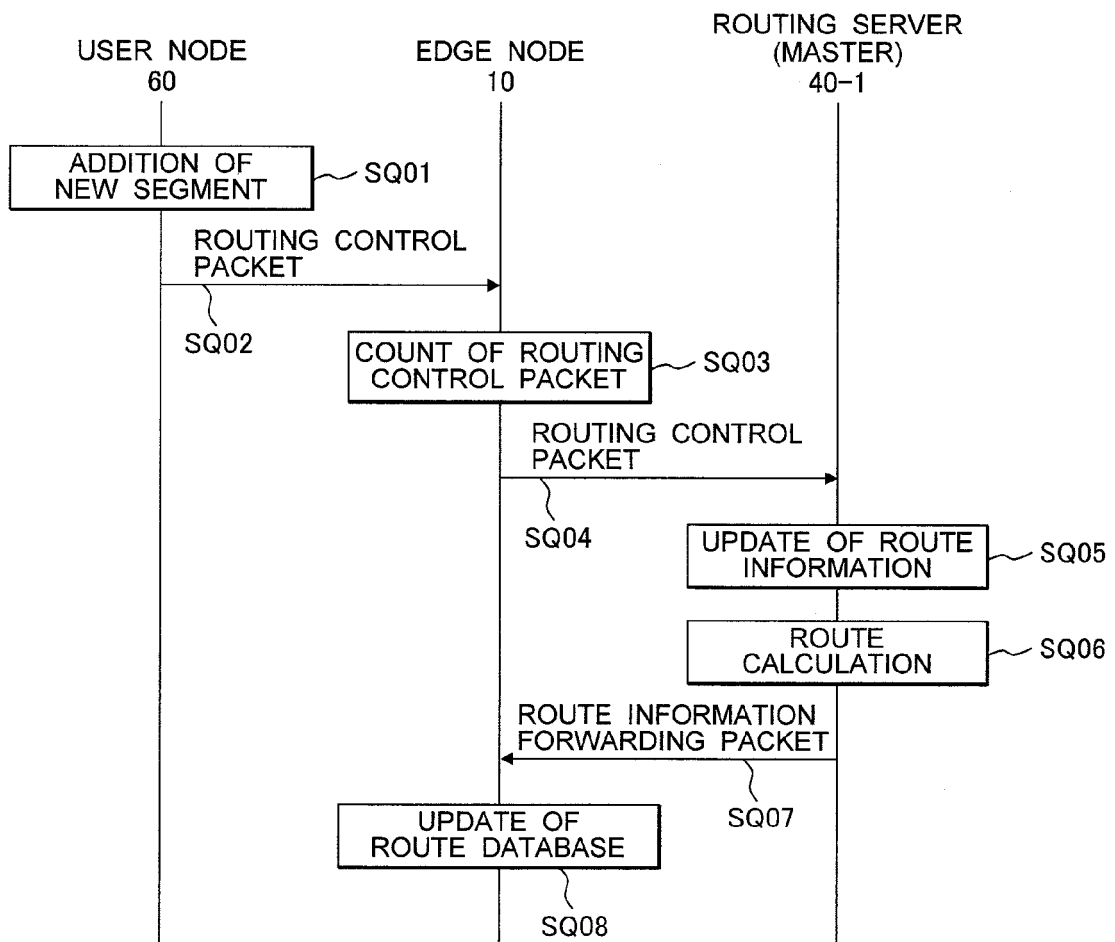 USER NODE
60
EDGE NODE
10
ROUTING SERVER
(MASTER)
40-1
ADDITION OF
NEW SEGMENT
SQ01
ROUTING CONTROL
PACKET
SQ02
COUNT OF ROUTING
CONTROL PACKET
SQ03
ROUTING CONTROL
PACKET
SQ04
UPDATE OF ROUTE
INFORMATION
SQ05
ROUTE
CALCULATION
SQ06
ROUTE INFORMATION
FORWARDING PACKET
SQ07
UPDATE OF
ROUTE DATABASE
SQ08